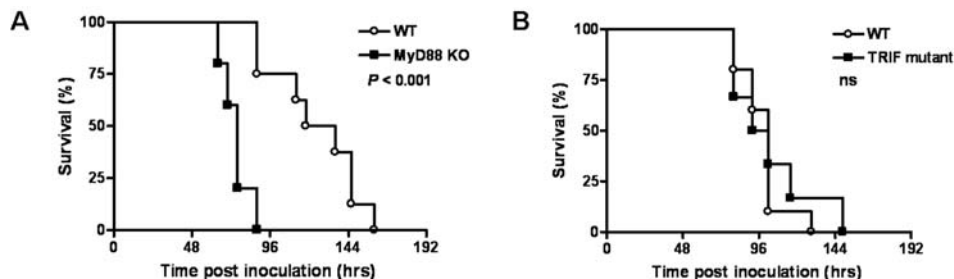 A
100
75
50
25
0
Survival (%)
0 48 96 144 192
Time post inoculation (hrs)
WT
MyD88 KO
P < 0.001
B
100
75
50
25
0
Survival (%)
0 48 96 144 192
Time post inoculation (hrs)
WT
TRIF mutant
ns